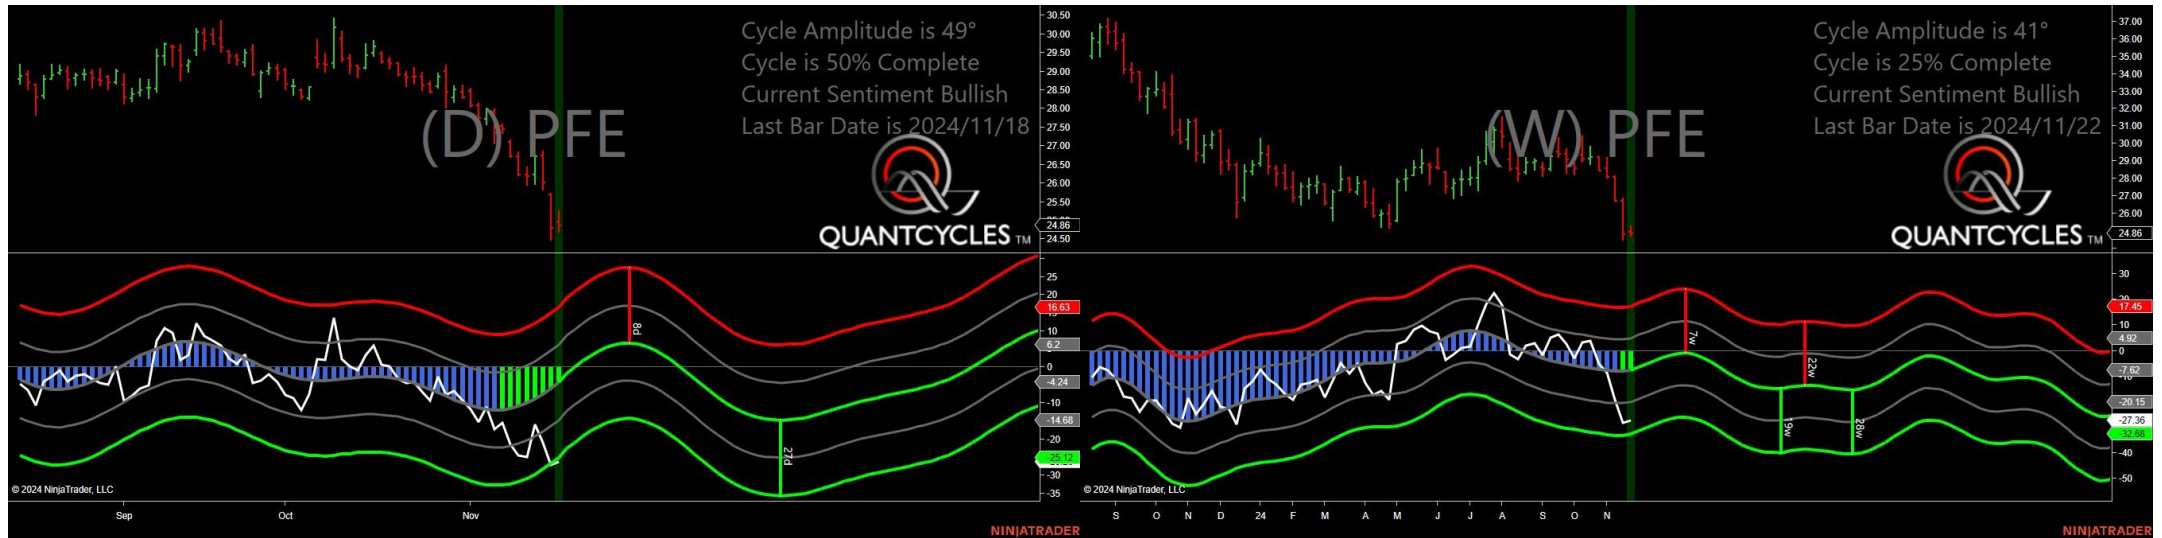 Cycle Amplitude is 49°
Cycle is 50% Complete
Current Sentiment Bullish
Last Bar Date is 2024/11/18
(D) PFE
QUANTCYCLES TM
30.50
30.00
29.50
29.00
28.50
28.00
27.50
27.00
26.50
26.00
25.50
24.86
24.50
25
20
16.63
10
6.2
0
-4.24
-10
-14.68
-20
-25.12
-30
-35
8d
27d
© 2024 NinjaTrader, LLC
Sep
Oct
Nov
NINJATRADER
Cycle Amplitude is 41°
Cycle is 25% Complete
Current Sentiment Bullish
Last Bar Date is 2024/11/22
(W) PFE
QUANTCYCLES TM
37.00
36.00
35.00
34.00
33.00
32.00
31.00
30.00
29.00
28.00
27.00
26.00
24.86
30
17.45
10
4.92
0
-7.62
-20.15
-27.36
-32.68
-40
-50
7w
22w
19w
28w
© 2024 NinjaTrader, LLC
S O N D 24 F M A M J J A S O N
NINJATRADER